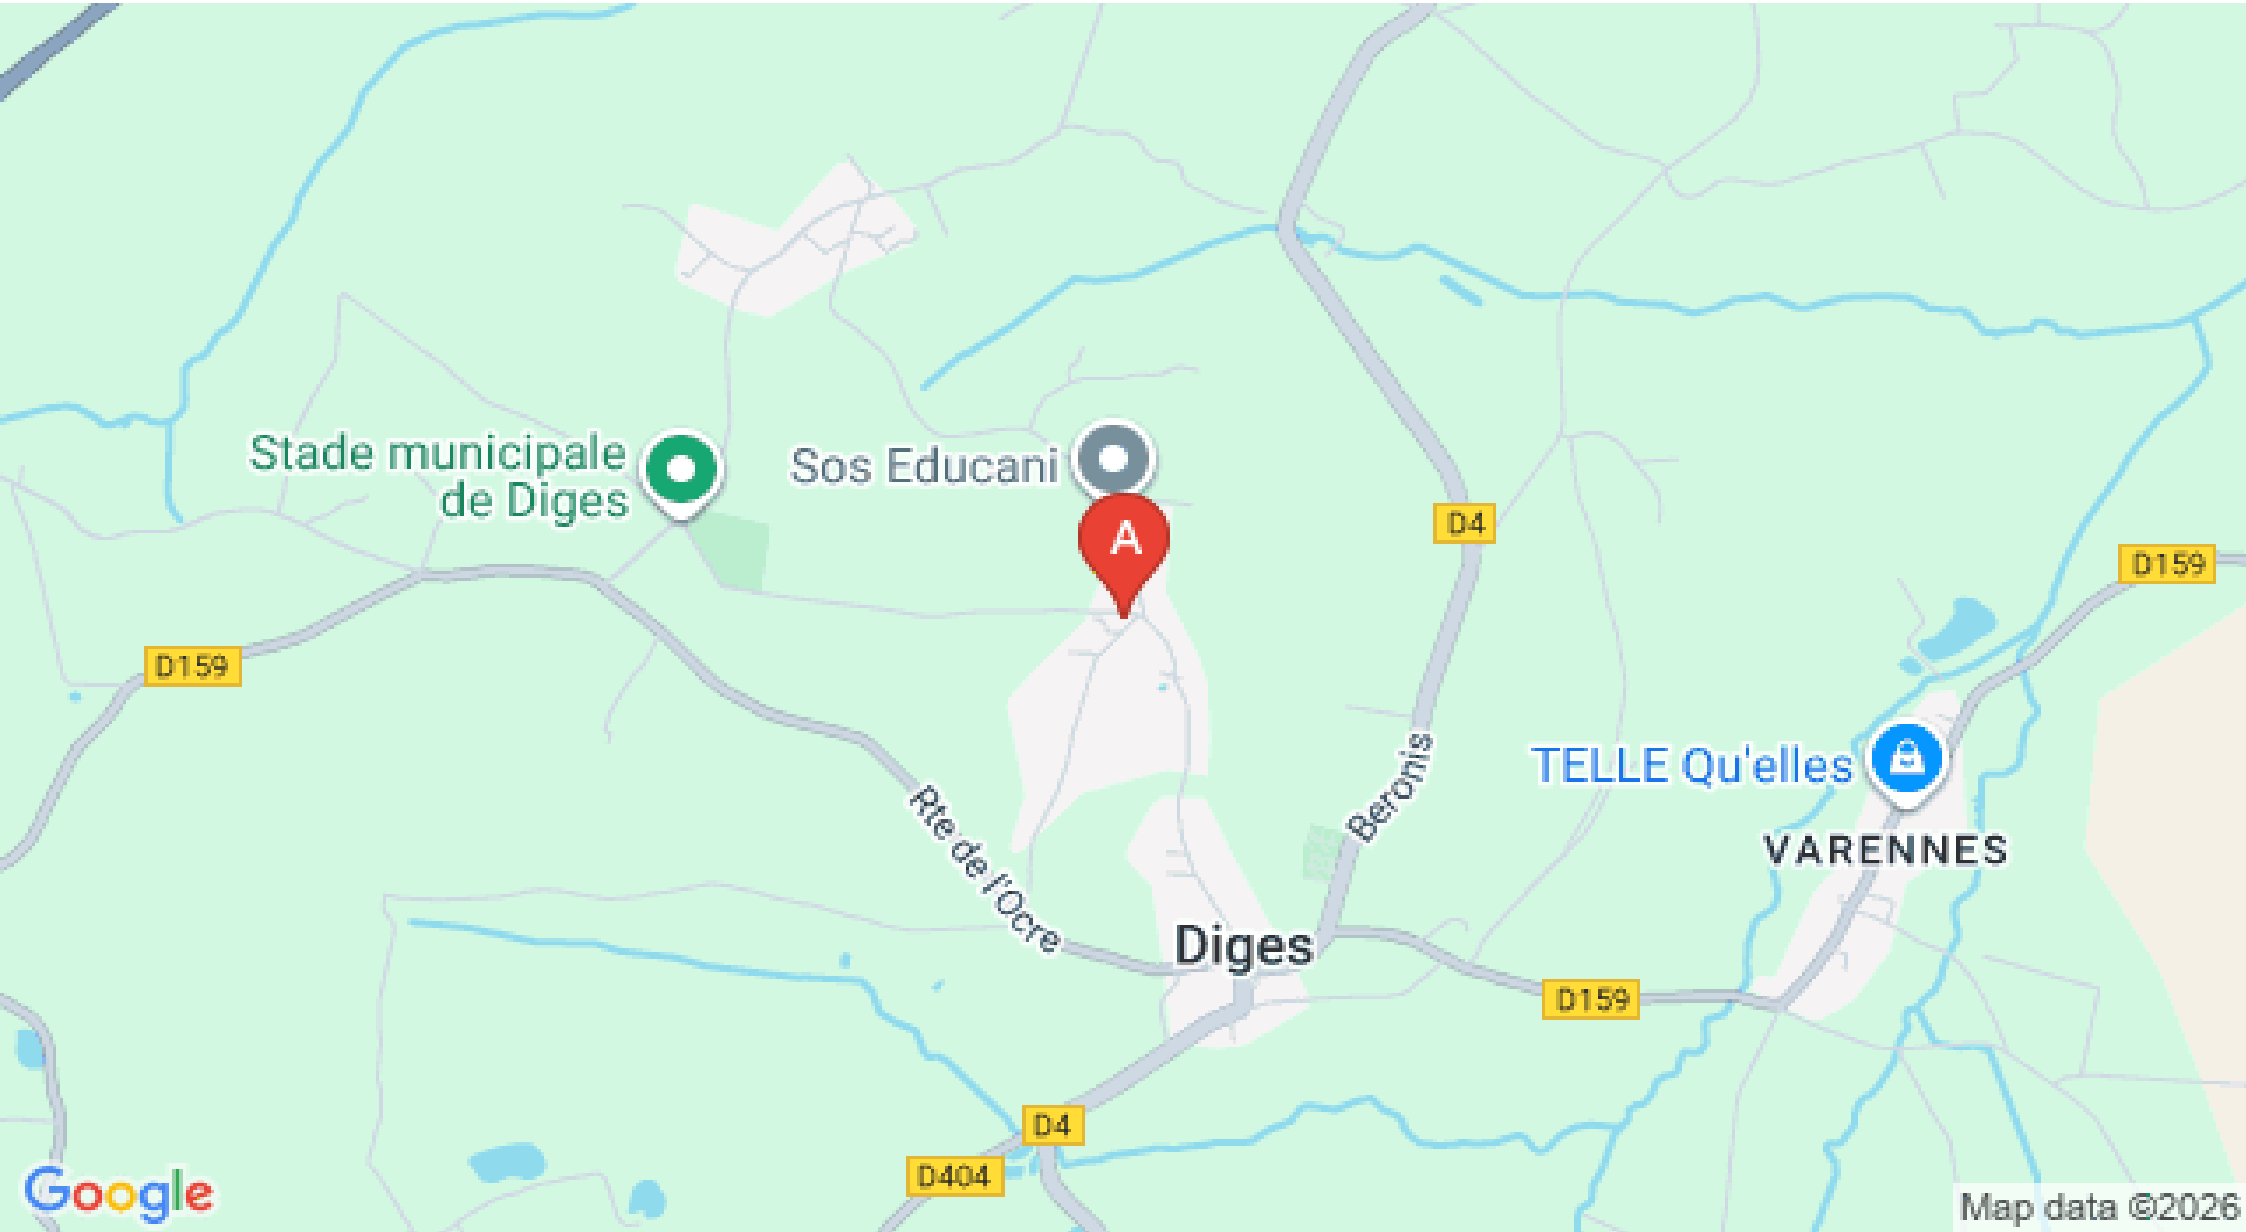 Stade municipale
de Diges
Sos Educani
A
D4
D159
D159
Beronis
TELLE Qu'elles
Rte de l'Ocre
VARENNES
Diges
D159
D4
D404
Google
Map data ©2026